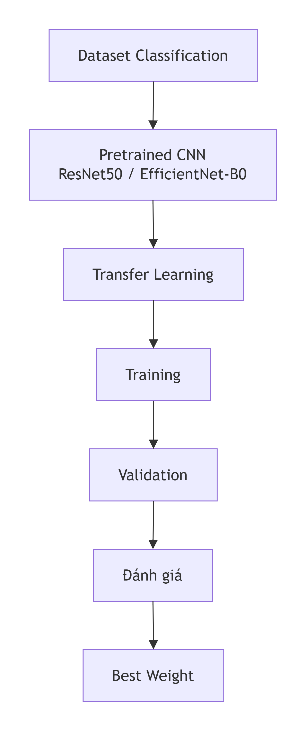 Dataset Classification
Pretrained CNN
ResNet50 / EfficientNet-B0
Transfer Learning
Training
Validation
Đánh giá
Best Weight